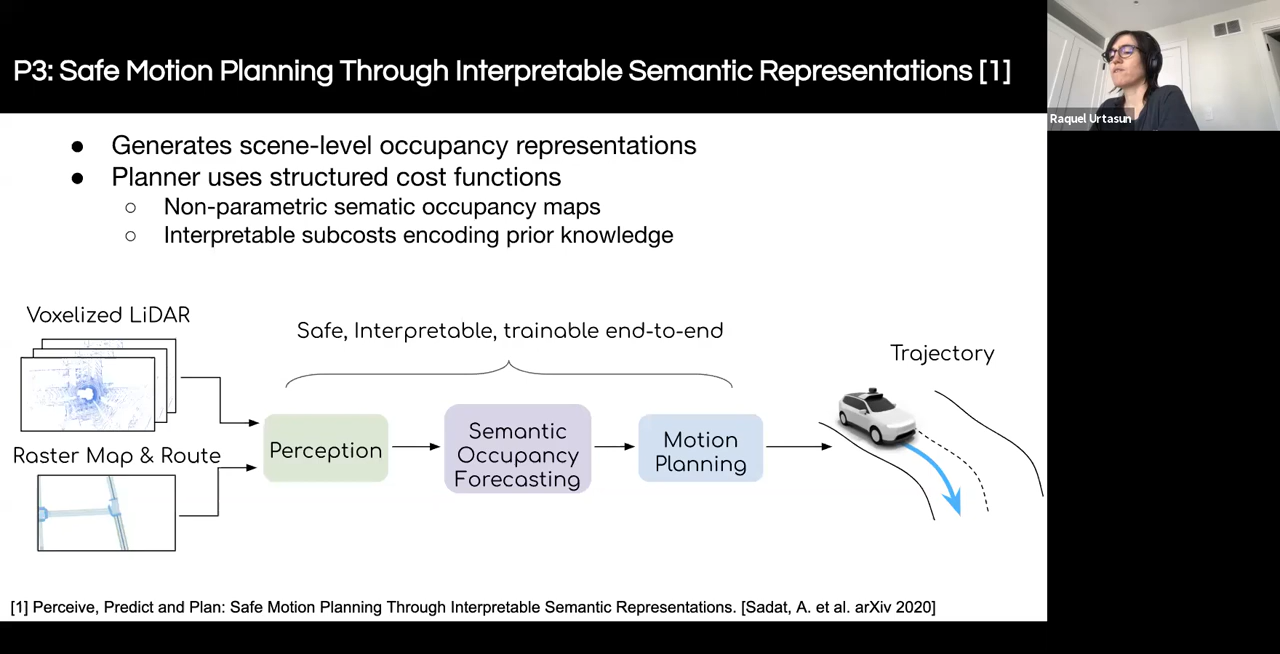 P3: Safe Motion Planning Through Interpretable Semantic Representations [1]
Raquel Urtasun
● Generates scene-level occupancy representations
● Planner uses structured cost functions
○ Non-parametric sematic occupancy maps
○ Interpretable subcosts encoding prior knowledge
Voxelized LiDAR
Safe, Interpretable, trainable end-to-end
Trajectory
Perception
Semantic
Occupancy
Forecasting
Motion
Planning
Raster Map & Route
[1] Perceive, Predict and Plan: Safe Motion Planning Through Interpretable Semantic Representations. [Sadat, A. et al. arXiv 2020]